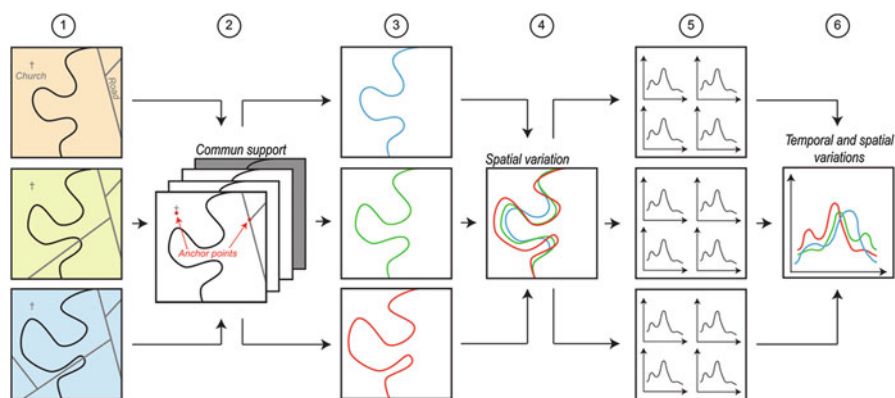 1
2
3
4
5
6
Church
Road
Commun support
Anchor points
Spatial variation
Temporal and spatial
variations